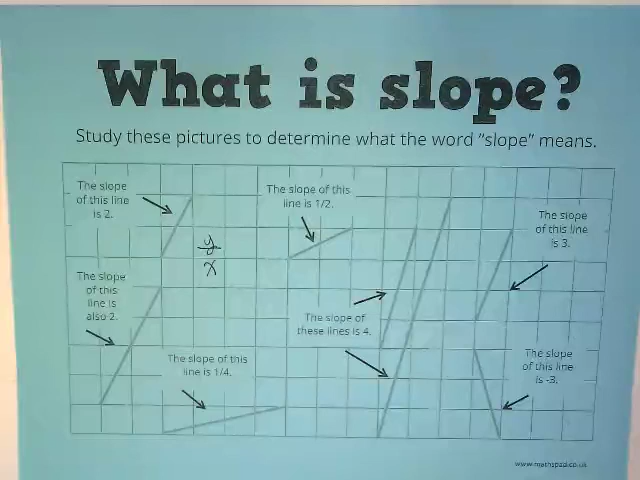 What is slope?
Study these pictures to determine what the word "slope" means.
The slope
of this line
is 2.
The slope of this
line is 1/2.
The slope
of this line
is 3.
y
x
The slope
of this
line is
also 2.
The slope of
these lines is 4.
The slope of this
line is 1/4.
The slope
of this line
is -3.
www.mathspad.co.uk